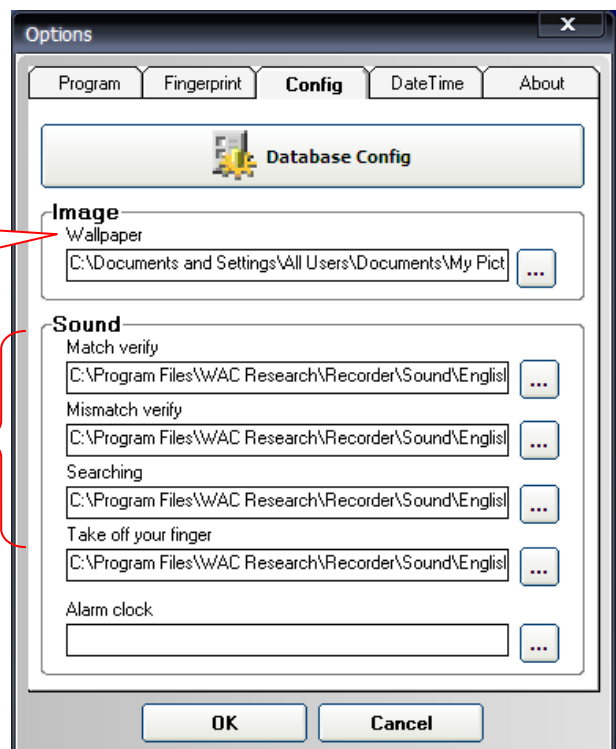 Options
x
Program Fingerprint Config DateTime About
Database Config
Image
Wallpaper
C:\Documents and Settings\All Users\Documents\My Pict
...
Sound
Match verify
C:\Program Files\WAC Research\Recorder\Sound\Englisl
...
Mismatch verify
C:\Program Files\WAC Research\Recorder\Sound\Englisl
...
Searching
C:\Program Files\WAC Research\Recorder\Sound\Englisl
...
Take off your finger
C:\Program Files\WAC Research\Recorder\Sound\Englisl
...
Alarm clock
...
OK Cancel